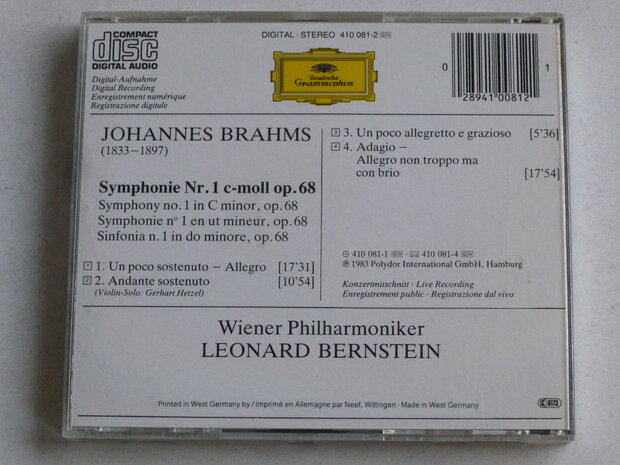 COMPACT
disc
DIGITAL AUDIO
Digital-Aufnahme
Digital Recording
Enregistrement numérique
Registrazione digitale
DIGITAL · STEREO 410 081-2 GH
Deutsche
Grammophon
0
28941 00812
1
JOHANNES BRAHMS
(1833–1897)
Symphonie Nr. 1 c-moll op. 68
Symphony no. 1 in C minor, op. 68
Symphonie n° 1 en ut mineur, op. 68
Sinfonia n. 1 in do minore, op. 68
1 1. Un poco sostenuto – Allegro [17'31]
2 2. Andante sostenuto [10'54]
(Violin-Solo: Gerhart Hetzel)
3 3. Un poco allegretto e grazioso [5'36]
4 4. Adagio –
Allegro non troppo ma
con brio [17'54]
410 081-1 GH · 410 081-4 GH
℗ 1983 Polydor International GmbH, Hamburg
Konzertmitschnitt · Live Recording
Enregistrement public · Registrazione dal vivo
Wiener Philharmoniker
LEONARD BERNSTEIN
Printed in West Germany by / Imprimé en Allemagne par Neef, Wittingen · Made in West Germany